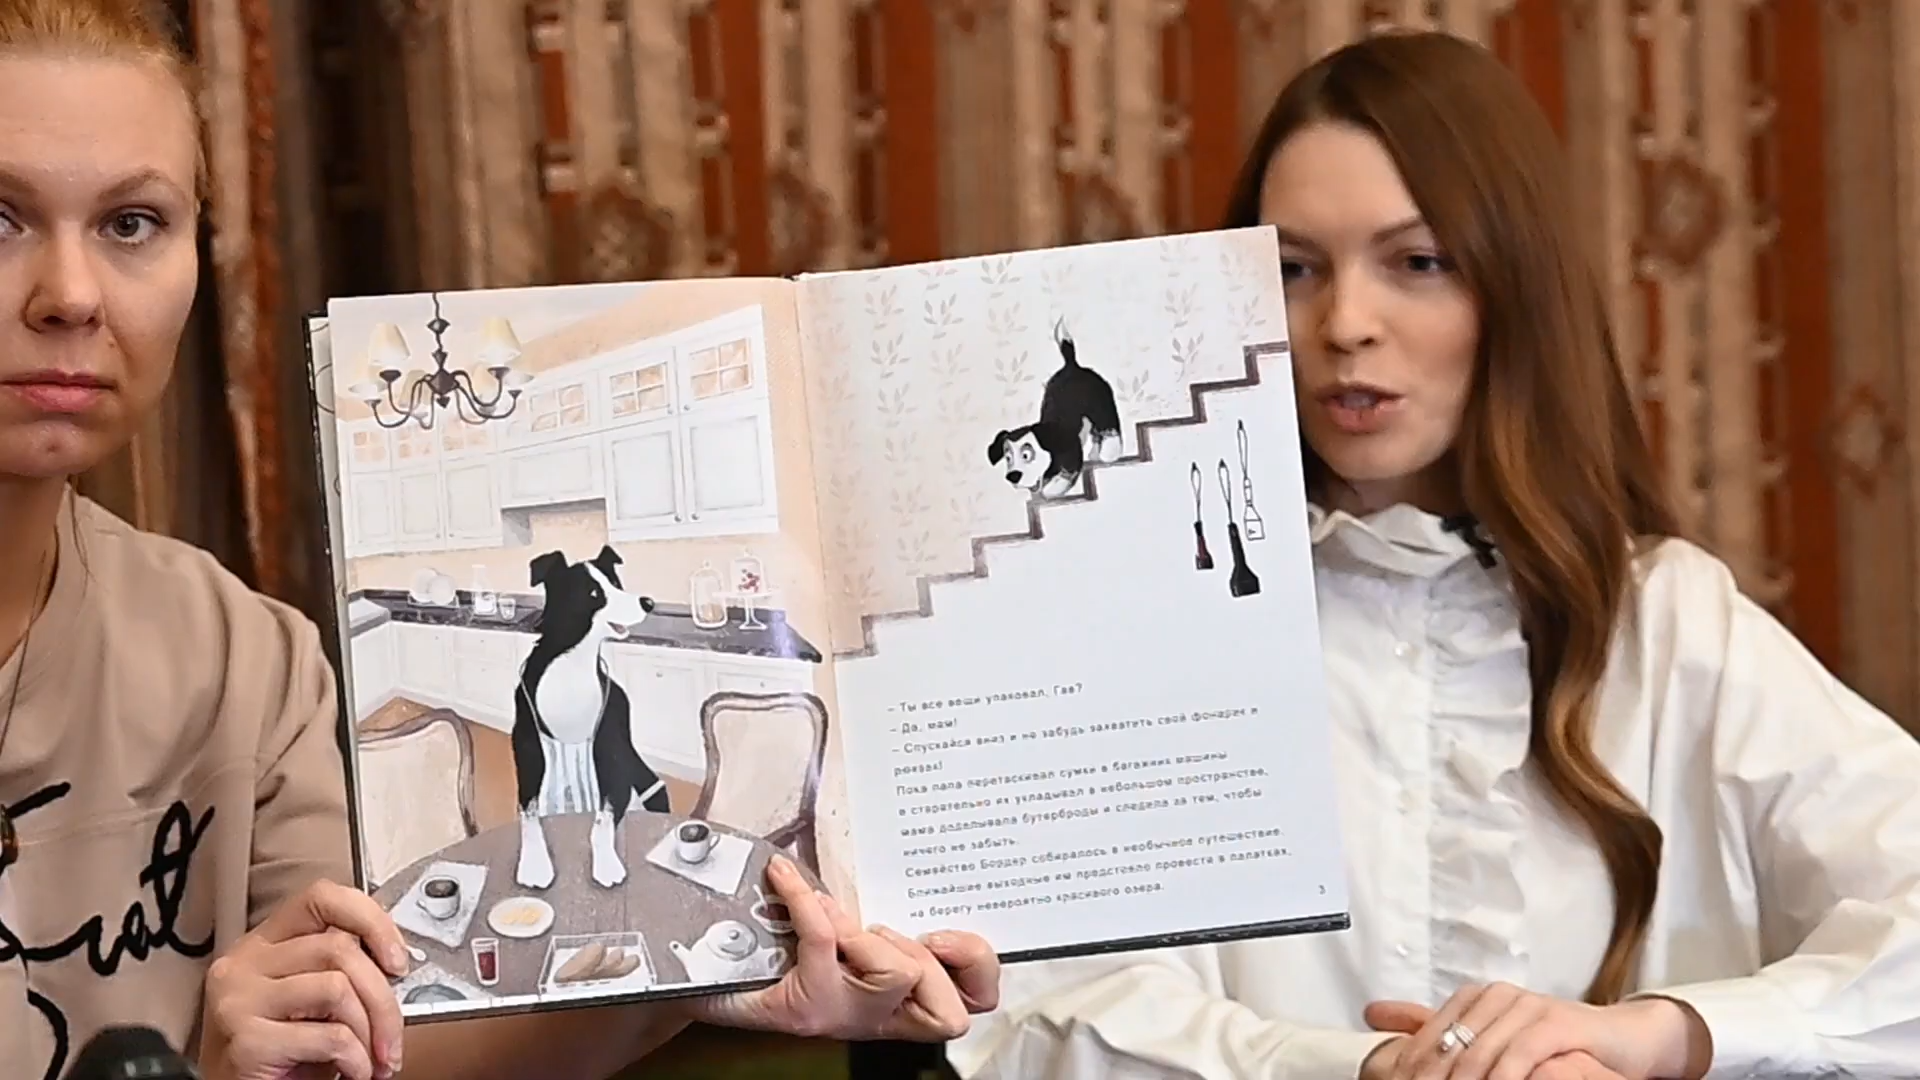 – Ты все вещи упаковал, Гав?
– Да, мам!
– Спускайся вниз и не забудь захватить свой фонарик и
рюкзак!
Пока папа перетаскивал сумки в багажник машины
и старательно их укладывал в небольшом пространстве,
мама доделывала бутерброды и следила за тем, чтобы
ничего не забыть.
Семейство Бордер собиралось в необычное путешествие.
Ближайшие выходные им предстояло провести в палатках,
на берегу невероятно красивого озера.
3